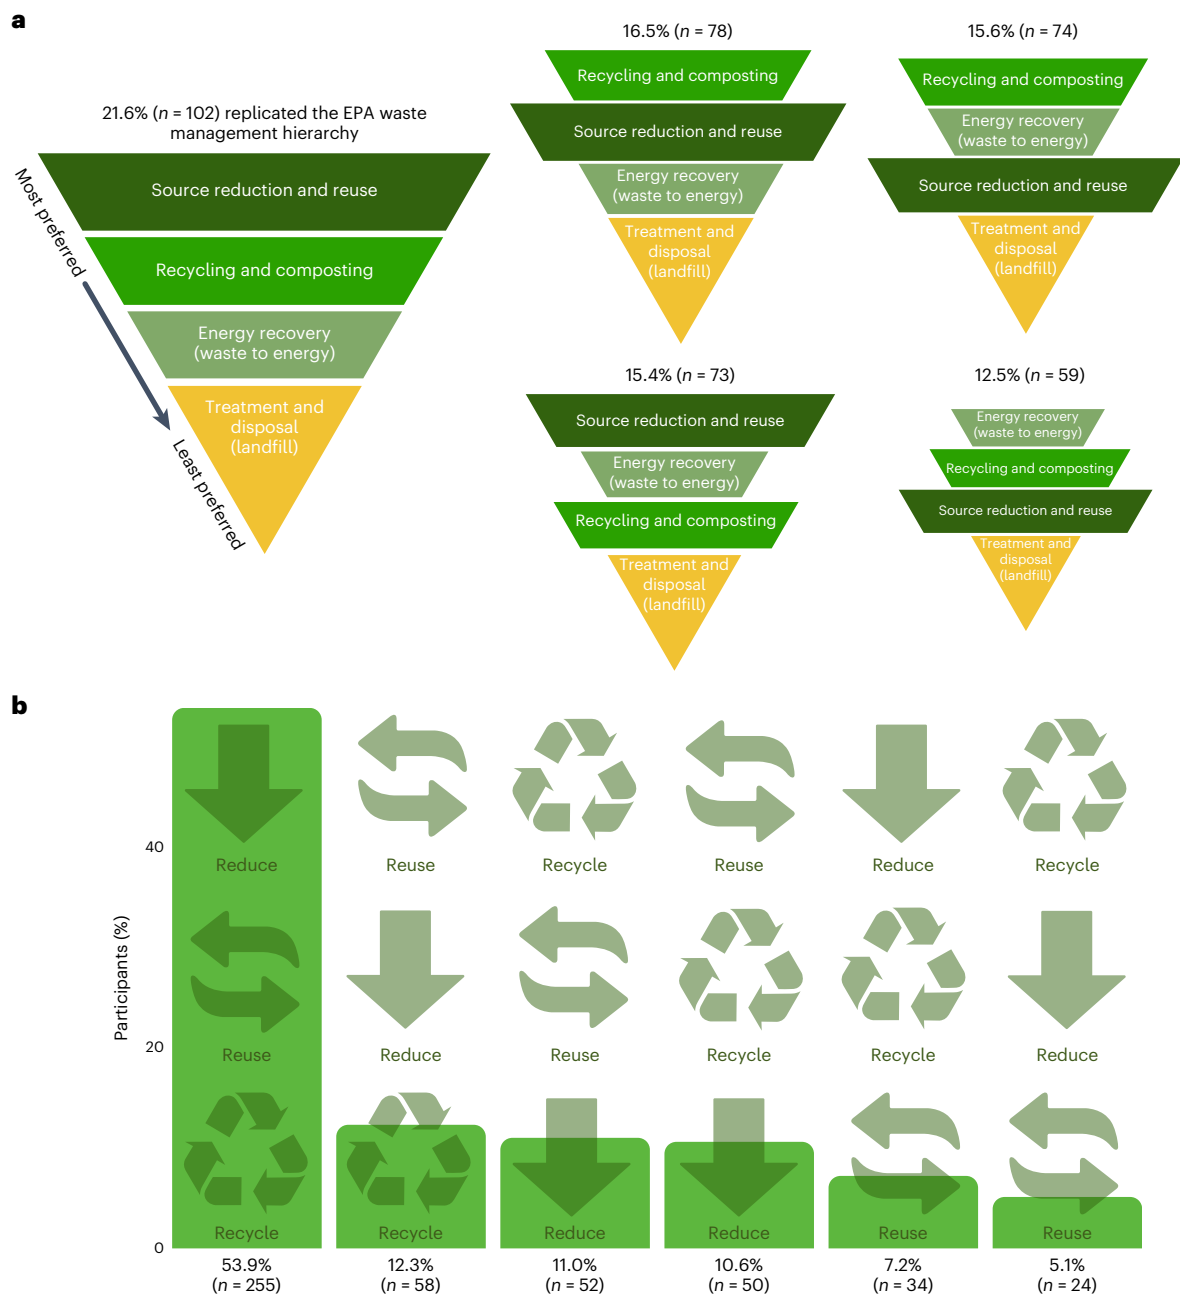 a
21.6% (n = 102) replicated the EPA waste
management hierarchy
Most preferred
Least preferred
Source reduction and reuse
Recycling and composting
Energy recovery
(waste to energy)
Treatment and
disposal
(landfill)
16.5% (n = 78)
Recycling and composting
Source reduction and reuse
Energy recovery
(waste to energy)
Treatment and
disposal
(landfill)
15.6% (n = 74)
Recycling and composting
Energy recovery
(waste to energy)
Source reduction and reuse
Treatment and
disposal
(landfill)
15.4% (n = 73)
Source reduction and reuse
Energy recovery
(waste to energy)
Recycling and composting
Treatment and
disposal
(landfill)
12.5% (n = 59)
Energy recovery
(waste to energy)
Recycling and composting
Source reduction and reuse
Treatment and
disposal
(landfill)
b
Participants (%)
40
20
0
Reduce
Reuse
Recycle
Reuse
Reduce
Recycle
Reuse
Reduce
Reuse
Recycle
Recycle
Reduce
Recycle
Recycle
Reduce
Reduce
Reuse
Reuse
53.9%
(n = 255)
12.3%
(n = 58)
11.0%
(n = 52)
10.6%
(n = 50)
7.2%
(n = 34)
5.1%
(n = 24)